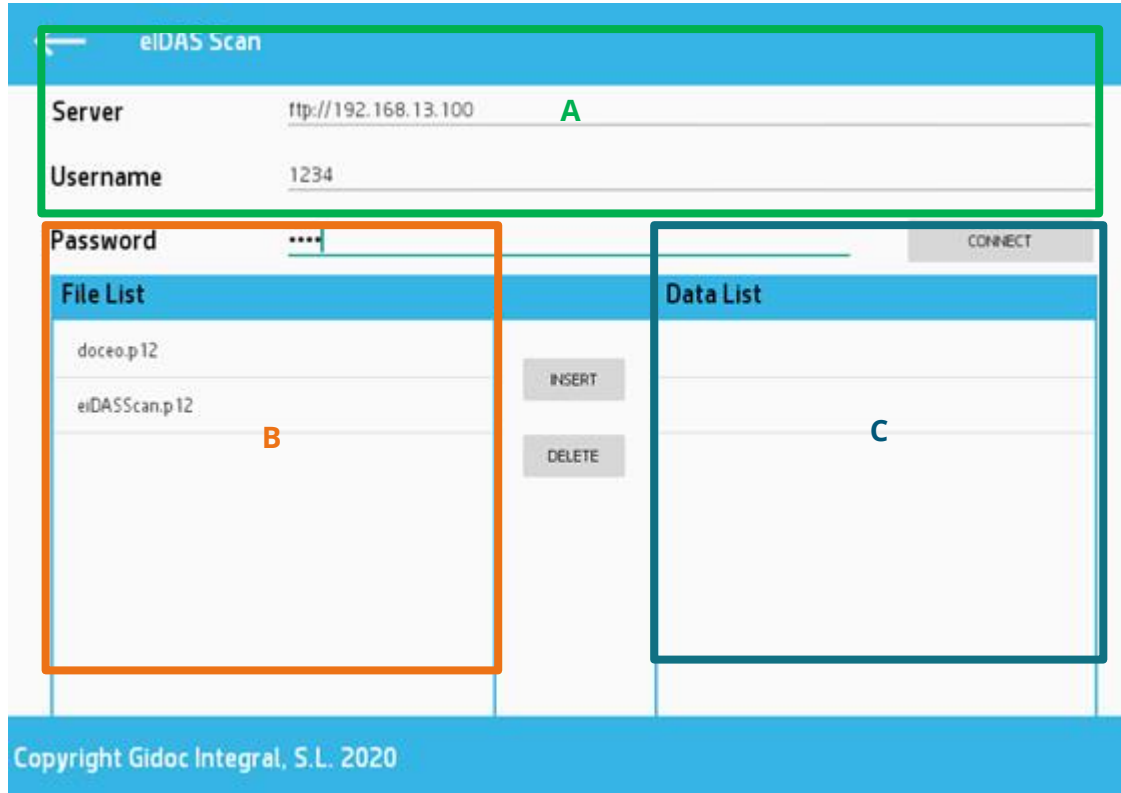 eIDAS Scan
Server ftp://192.168.13.100 A
Username 1234
Password •••• CONNECT
File List Data List
doceo.p12
INSERT
eiDASScan.p12
B C
DELETE
Copyright Gidoc Integral, S.L. 2020